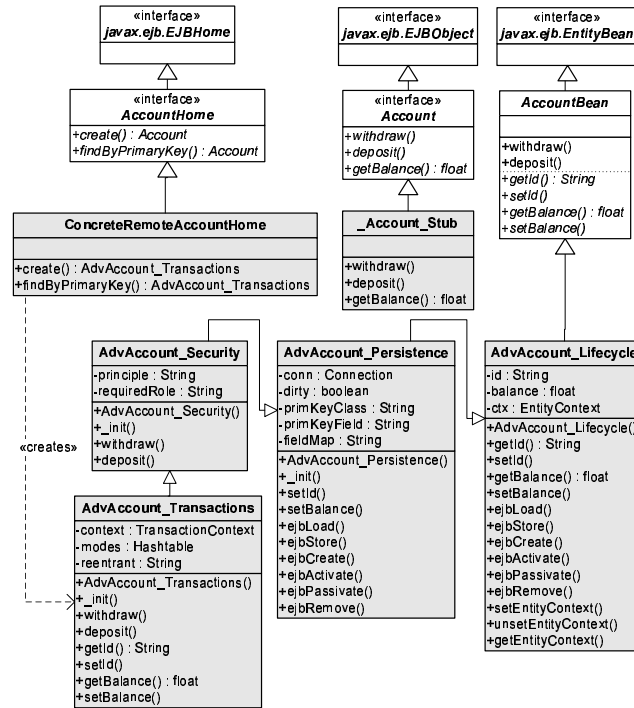 «interface»
javax.ejb.EJBHome
«interface»
javax.ejb.EJBObject
«interface»
javax.ejb.EntityBean
«interface»
AccountHome
+create() : Account
+findByPrimaryKey() : Account
«interface»
Account
+withdraw()
+deposit()
+getBalance() : float
AccountBean
+withdraw()
+deposit()
+getId() : String
+setId()
+getBalance() : float
+setBalance()
ConcreteRemoteAccountHome
+create() : AdvAccount_Transactions
+findByPrimaryKey() : AdvAccount_Transactions
_Account_Stub
+withdraw()
+deposit()
+getBalance() : float
«creates»
AdvAccount_Security
-principle : String
-requiredRole : String
+AdvAccount_Security()
+_init()
+withdraw()
+deposit()
AdvAccount_Persistence
-conn : Connection
-dirty : boolean
-primKeyClass : String
-primKeyField : String
-fieldMap : String
+AdvAccount_Persistence()
+_init()
+setId()
+setBalance()
+ejbLoad()
+ejbStore()
+ejbCreate()
+ejbActivate()
+ejbPassivate()
+ejbRemove()
AdvAccount_Lifecycle
-id : String
-balance : float
-ctx : EntityContext
+AdvAccount_Lifecycle()
+getId() : String
+setId()
+getBalance() : float
+setBalance()
+ejbLoad()
+ejbStore()
+ejbCreate()
+ejbActivate()
+ejbPassivate()
+ejbRemove()
+setEntityContext()
+unsetEntityContext()
+getEntityContext()
AdvAccount_Transactions
-context : TransactionContext
-modes : Hashtable
-reentrant : String
+AdvAccount_Transactions()
+_init()
+withdraw()
+deposit()
+getId() : String
+setId()
+getBalance() : float
+setBalance()